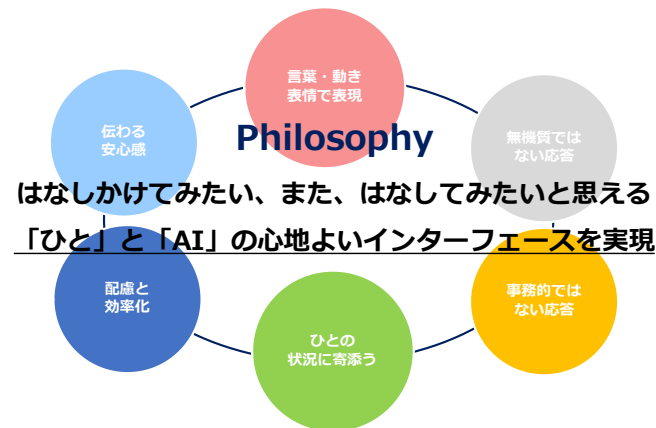 言葉・動き
表情で表現
伝わる
安心感
Philosophy
無機質では
ない応答
はなしかけてみたい、また、はなしてみたいと思える
「ひと」と「AI」の心地よいインターフェースを実現
配慮と
効率化
事務的では
ない応答
ひとの
状況に寄添う